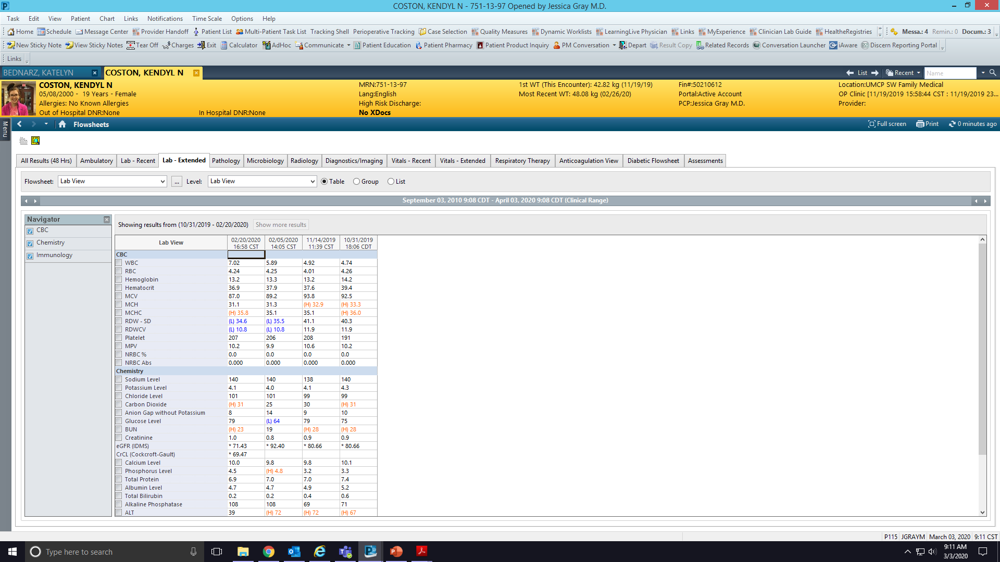 COSTON, KENDYL N - 751-13-97 Opened by Jessica Gray M.D.
Task Edit View Patient Chart Links Notifications Time Scale Options Help
Home Schedule Message Center Provider Handoff Patient List Multi-Patient Task List Tracking Shell Perioperative Tracking Case Selection Quality Measures Dynamic Worklists LearningLive Physician Links MyExperience Clinician Lab Guide HealtheRegistries Messa.: 4 Remin.: 0 Docum.: 3
New Sticky Note View Sticky Notes Tear Off Charges Exit Calculator AdHoc Communicate Patient Education Patient Pharmacy Patient Product Inquiry PM Conversation Depart Result Copy Related Records Conversation Launcher iAware Discern Reporting Portal
Links
BEDNARZ, KATELYN COSTON, KENDYL N List Recent Name
COSTON, KENDYL N MRN:751-13-97 1st WT (This Encounter): 42.82 kg (11/19/19) Fin#:50210612 Location:UMCP SW Family Medical
05/08/2000 - 19 Years - Female Lang:English Most Recent WT: 48.08 kg (02/26/20) Portal:Active Account OP Clinic [11/19/2019 15:58:44 CST : 11/19/2019 23...
Allergies: No Known Allergies High Risk Discharge: PCP:Jessica Gray M.D. Provider:
Out of Hospital DNR:None In Hospital DNR:None No XDocs
Menu
Flowsheets Full screen Print 0 minutes ago
All Results (48 Hrs) Ambulatory Lab - Recent Lab - Extended Pathology Microbiology Radiology Diagnostics/Imaging Vitals - Recent Vitals - Extended Respiratory Therapy Anticoagulation View Diabetic Flowsheet Assessments
Flowsheet: Lab View ... Level: Lab View Table Group List
September 03, 2010 9:08 CDT - April 03, 2020 9:08 CDT (Clinical Range)
Navigator
CBC
Chemistry
Immunology
Showing results from (10/31/2019 - 02/20/2020) Show more results
Lab View 02/20/2020 02/05/2020 11/14/2019 10/31/2019
16:58 CST 14:05 CST 11:39 CST 18:06 CDT
CBC
WBC 7.02 5.89 4.92 4.74
RBC 4.24 4.25 4.01 4.26
Hemoglobin 13.2 13.3 13.2 14.2
Hematocrit 36.9 37.9 37.6 39.4
MCV 87.0 89.2 93.8 92.5
MCH 31.1 31.3 (H) 32.9 (H) 33.3
MCHC (H) 35.8 35.1 35.1 (H) 36.0
RDW - SD (L) 34.6 (L) 35.5 41.1 40.3
RDWCV (L) 10.8 (L) 10.8 11.9 11.9
Platelet 207 206 208 191
MPV 10.2 9.9 10.6 10.2
NRBC % 0.0 0.0 0.0 0.0
NRBC Abs 0.000 0.000 0.000 0.000
Chemistry
Sodium Level 140 140 138 140
Potassium Level 4.1 4.0 4.1 4.3
Chloride Level 101 101 99 99
Carbon Dioxide (H) 31 25 30 (H) 31
Anion Gap without Potassium 8 14 9 10
Glucose Level 79 (L) 64 79 75
BUN (H) 23 19 (H) 28 (H) 28
Creatinine 1.0 0.8 0.9 0.9
eGFR (IDMS) * 71.43 * 92.40 * 80.66 * 80.66
CrCL (Cockcroft-Gault) * 69.47
Calcium Level 10.0 9.8 9.8 10.1
Phosphorus Level 4.5 (H) 4.8 3.2 3.3
Total Protein 6.9 7.0 7.0 7.4
Albumin Level 4.7 4.7 4.9 5.2
Total Bilirubin 0.2 0.2 0.4 0.6
Alkaline Phosphatase 108 108 69 71
ALT 39 (H) 72 (H) 72 (H) 67
P115 JGRAYM March 03, 2020 9:11 CST
Type here to search
9:11 AM
3/3/2020